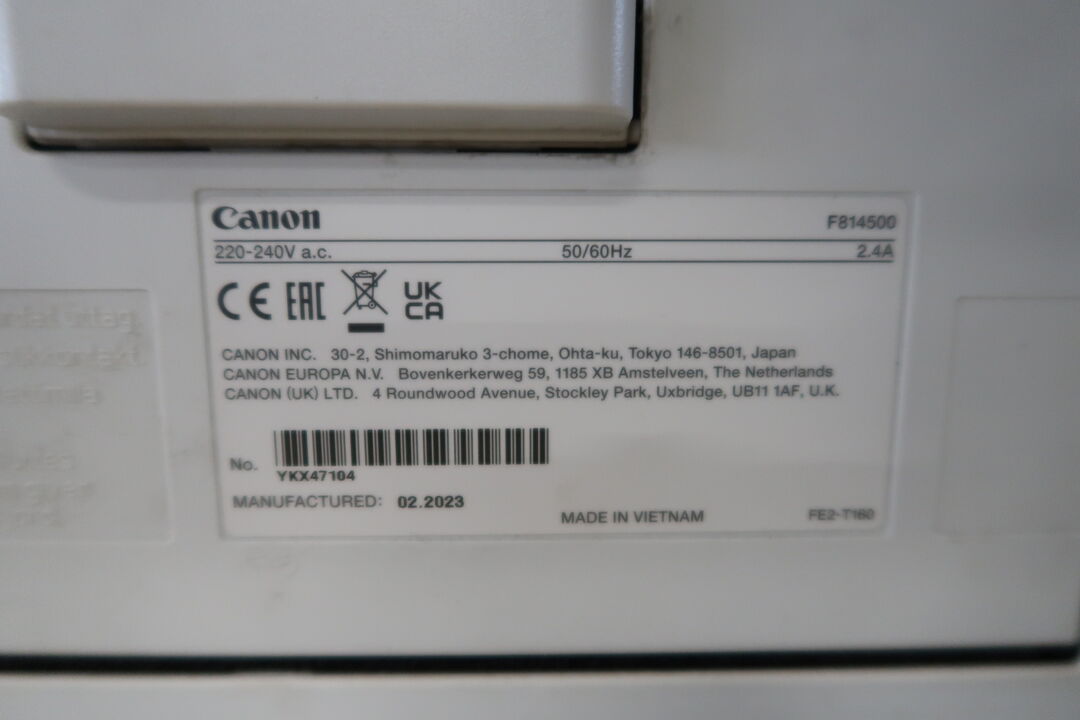 Canon F814500
220-240V a.c. 50/60Hz 2.4A
CE EAC UK CA
CANON INC. 30-2, Shimomaruko 3-chome, Ohta-ku, Tokyo 146-8501, Japan
CANON EUROPA N.V. Bovenkerkerweg 59, 1185 XB Amstelveen, The Netherlands
CANON (UK) LTD. 4 Roundwood Avenue, Stockley Park, Uxbridge, UB11 1AF, U.K.
No. YKX47104
MANUFACTURED: 02.2023
MADE IN VIETNAM FE2-T160